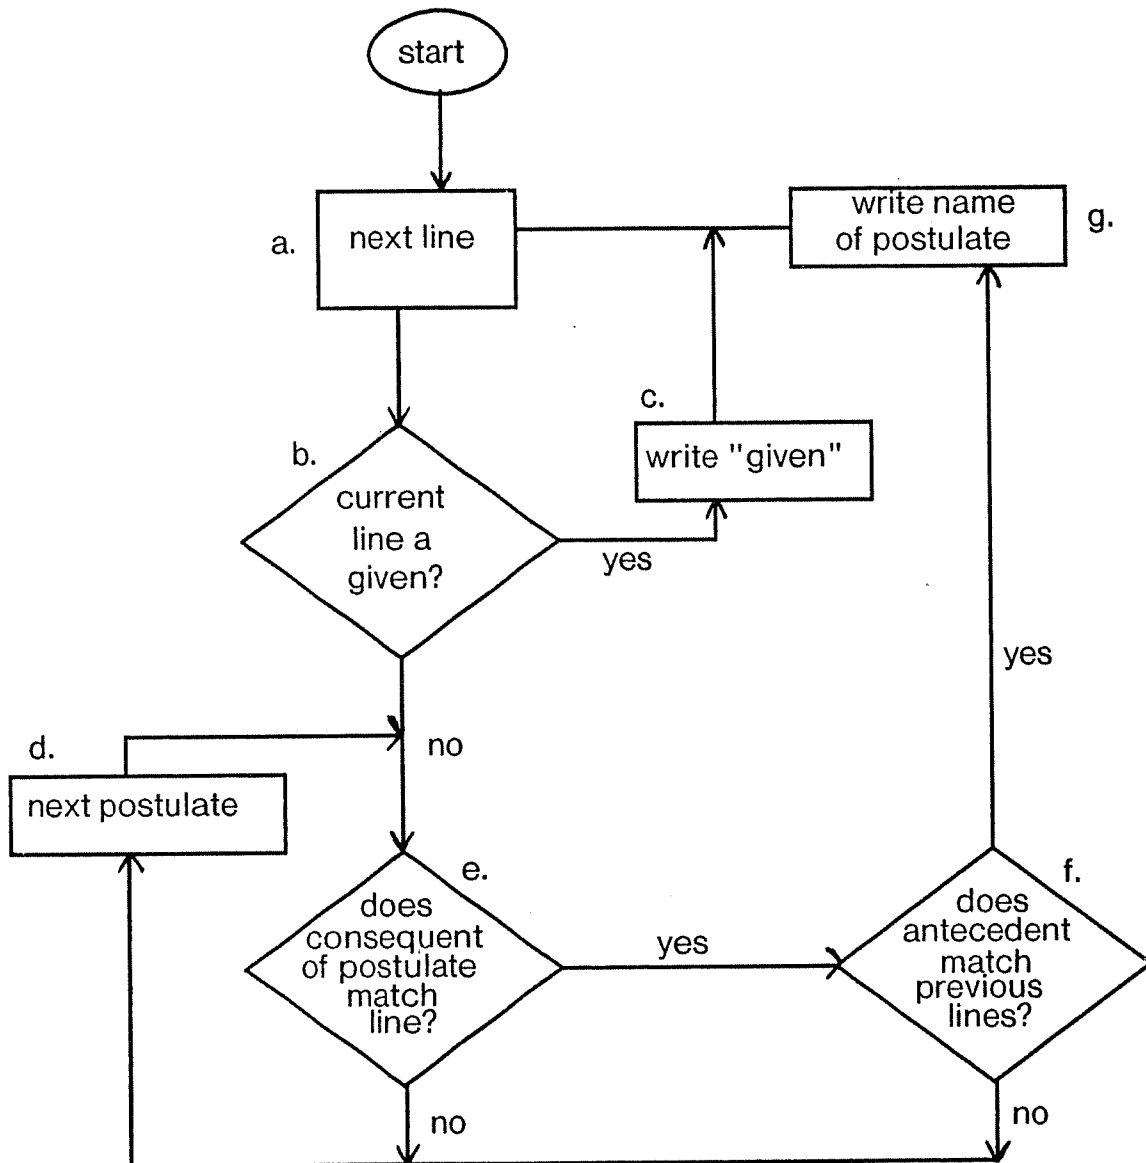 start
a.
next line
write name
of postulate
g.
b.
current
line a
given?
yes
c.
write "given"
no
d.
next postulate
e.
does
consequent
of postulate
match
line?
yes
f.
does
antecedent
match
previous
lines?
yes
no
no